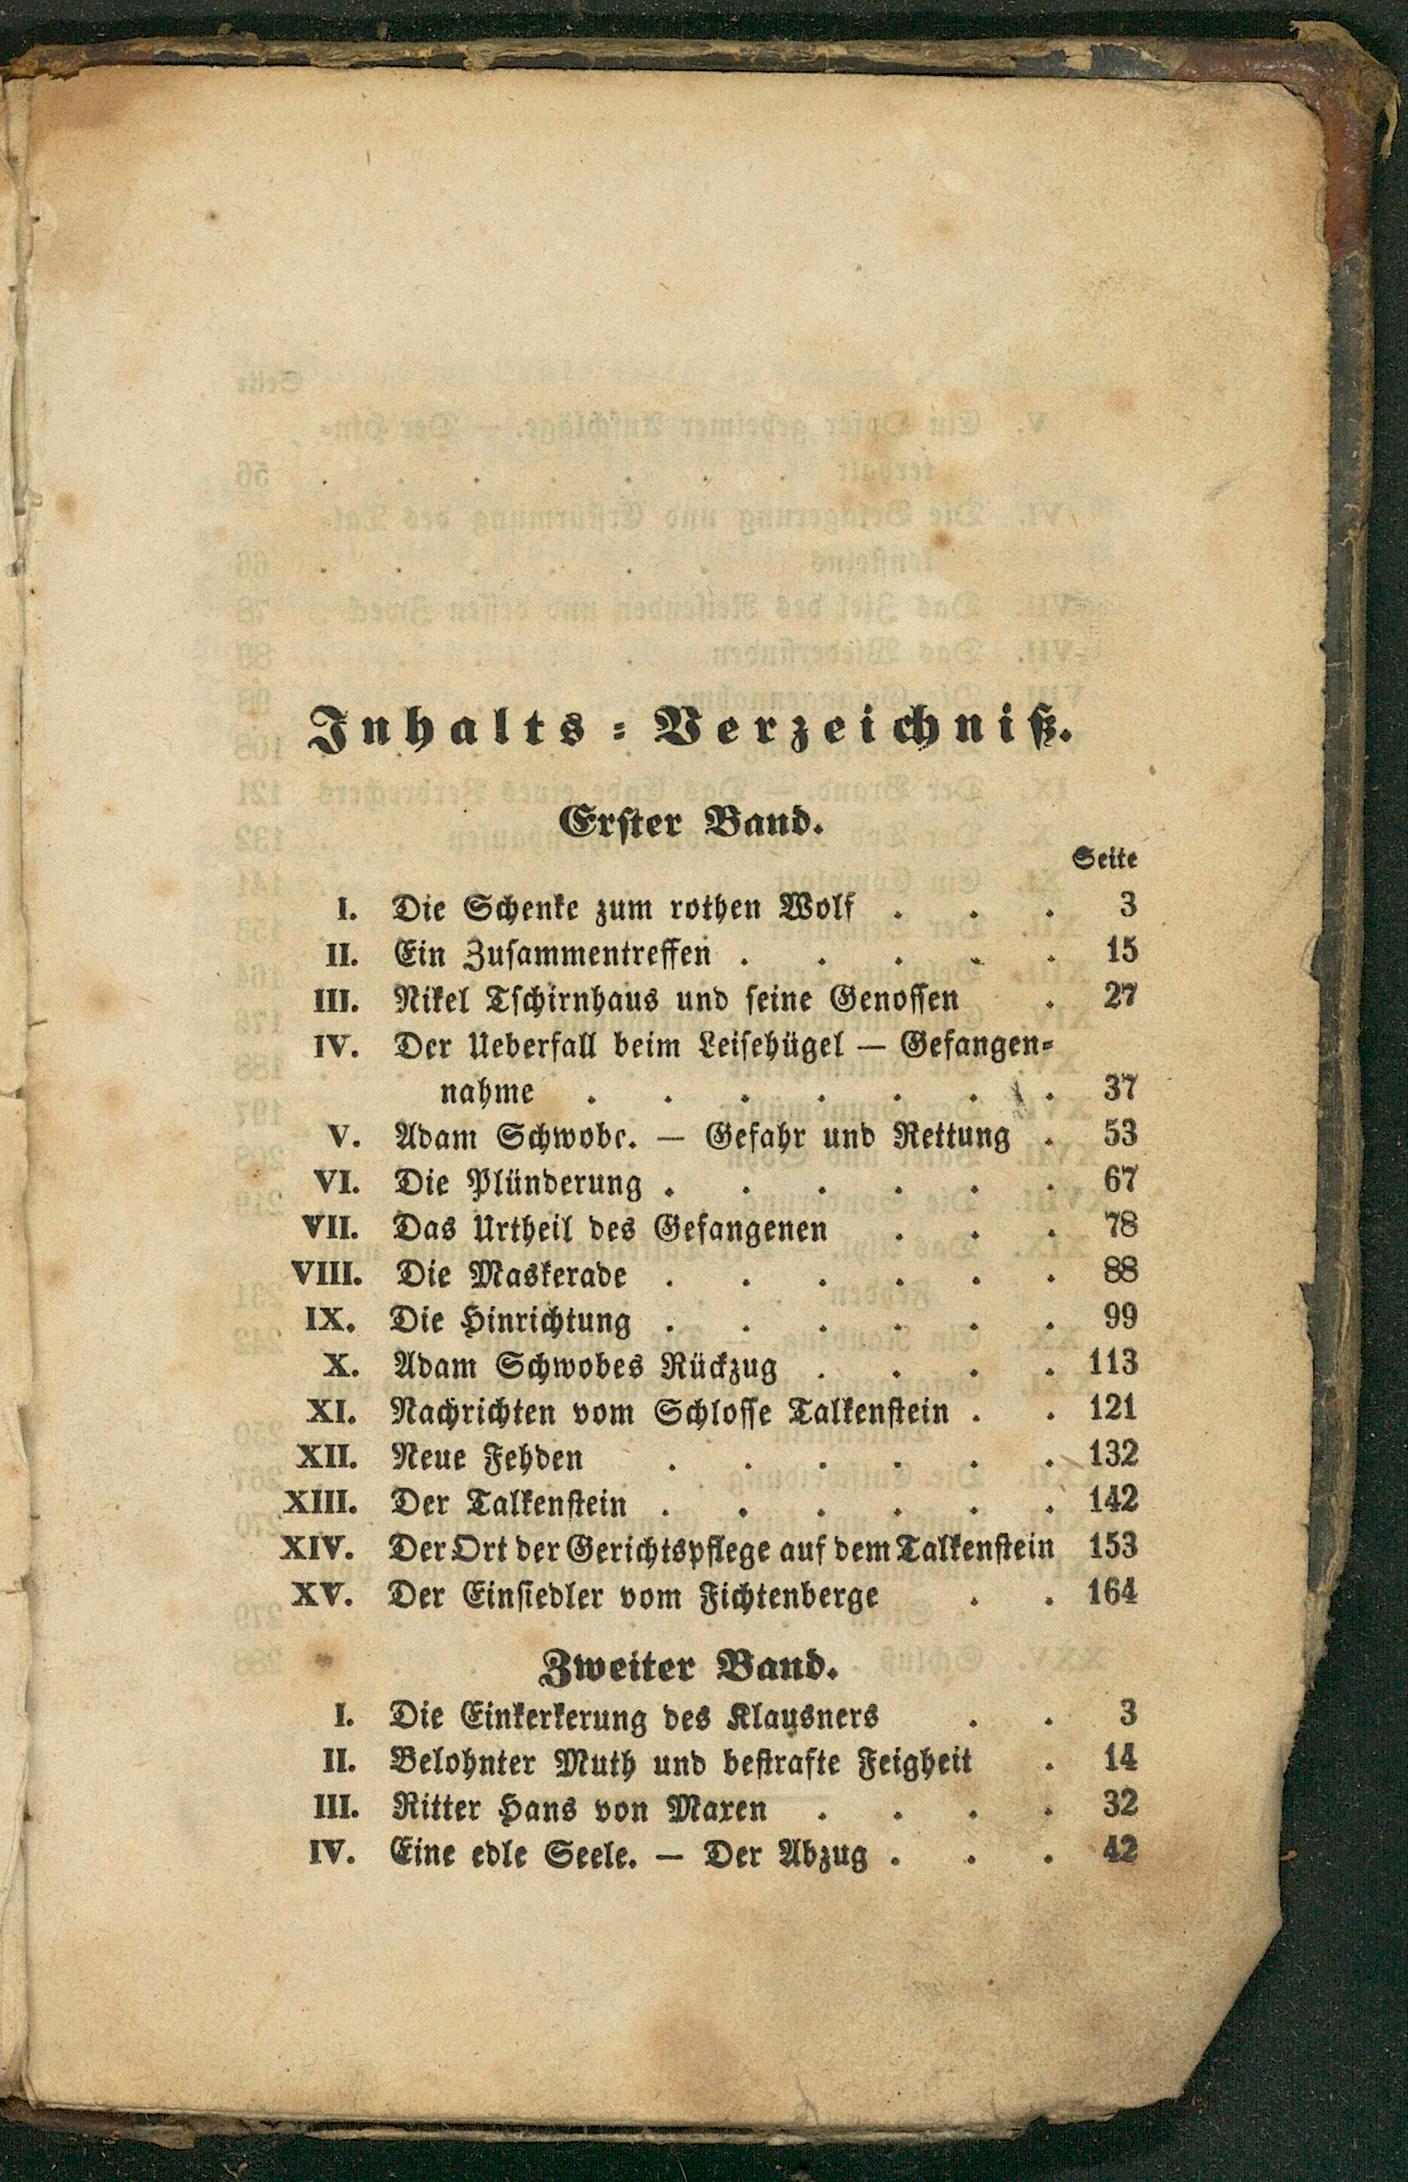 Inhalts=Verzeichniß.
Erster Band.
Seite
I. Die Schenke zum rothen Wolf . . . 3
II. Ein Zusammentreffen . . . . . 15
III. Nikel Tschirnhaus und seine Genossen . 27
IV. Der Ueberfall beim Leisehügel — Gefangen=
nahme . . . . . . . 37
V. Adam Schwobe. — Gefahr und Rettung . 53
VI. Die Plünderung . . . . . . 67
VII. Das Urtheil des Gefangenen . . . 78
VIII. Die Maskerade . . . . . . 88
IX. Die Hinrichtung . . . . . . 99
X. Adam Schwobes Rückzug . . . . 113
XI. Nachrichten vom Schlosse Talkenstein . . 121
XII. Neue Fehden . . . . . . 132
XIII. Der Talkenstein . . . . . . 142
XIV. Der Ort der Gerichtspflege auf dem Talkenstein 153
XV. Der Einsiedler vom Fichtenberge . . 164
Zweiter Band.
I. Die Einkerkerung des Klausners . . 3
II. Belohnter Muth und bestrafte Feigheit . 14
III. Ritter Hans von Maxen . . . . 32
IV. Eine edle Seele. — Der Abzug . . . 42